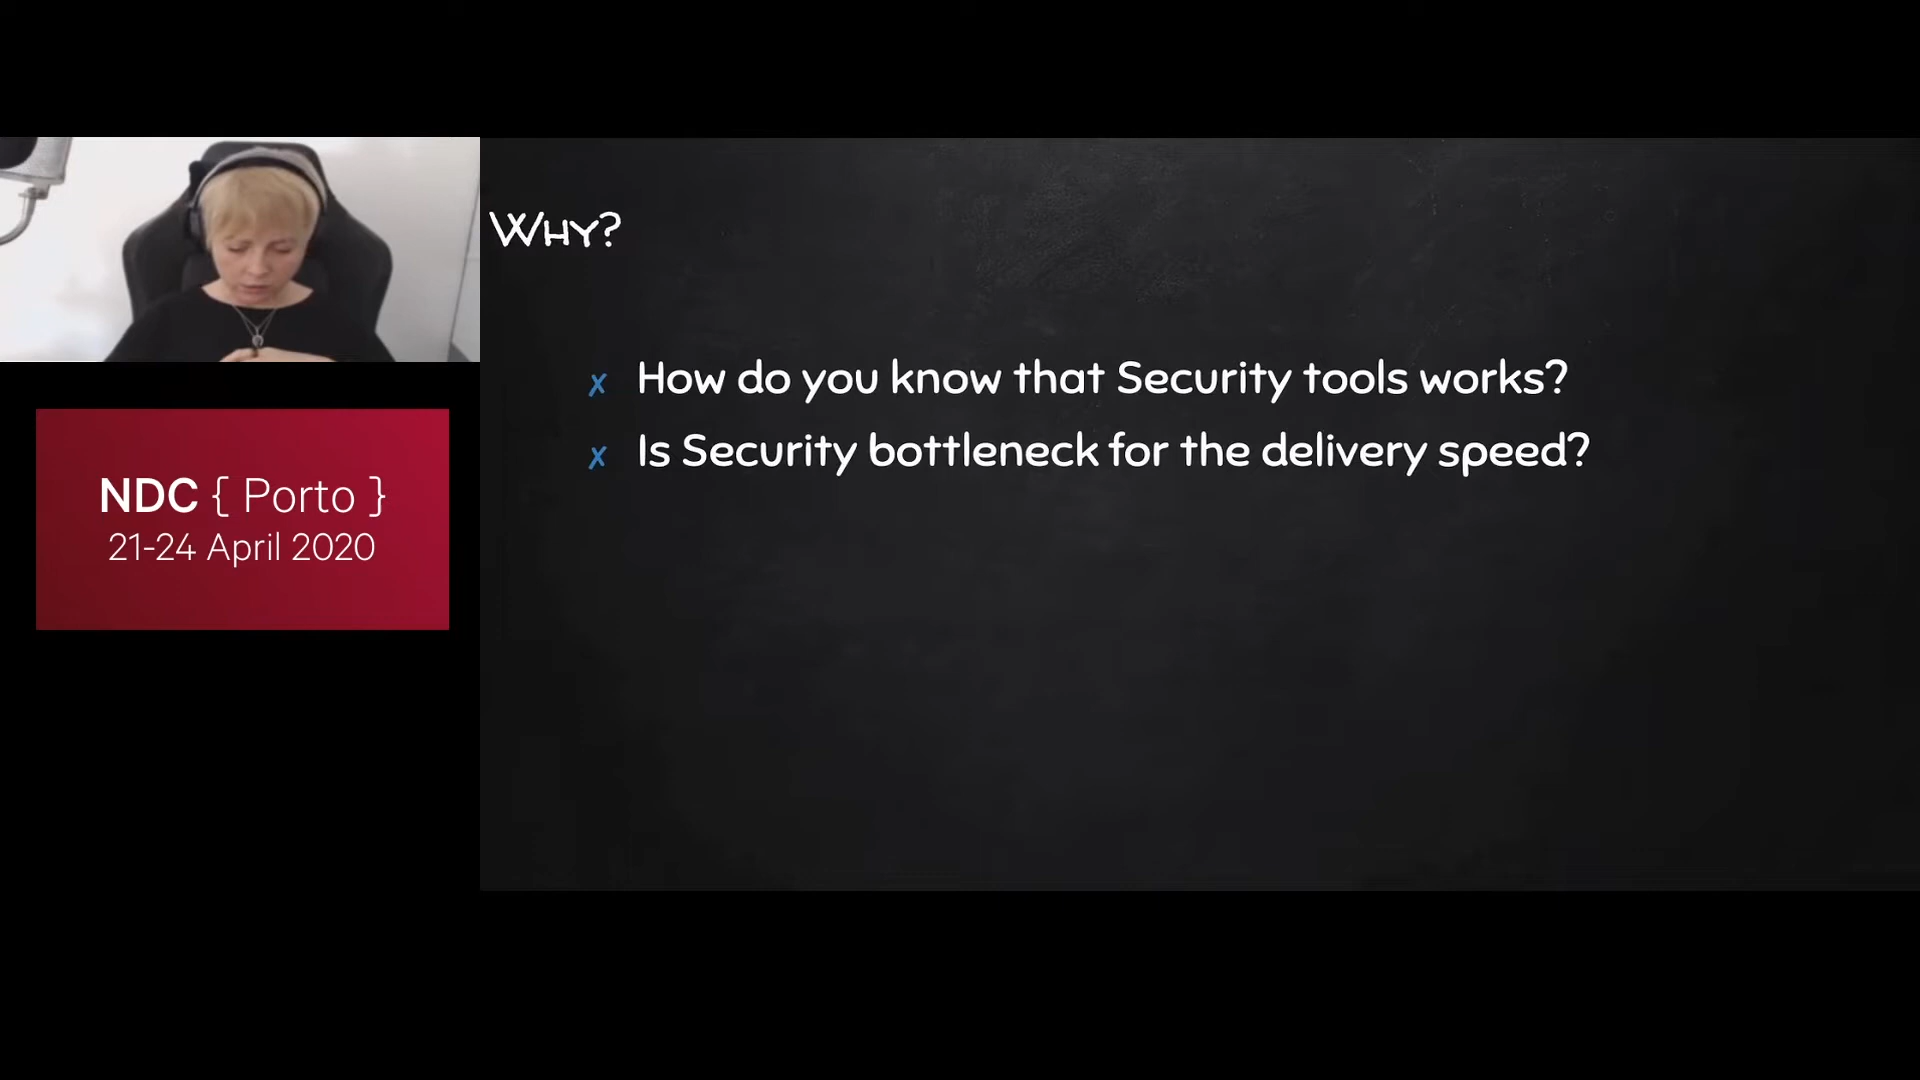 Why?
x How do you know that Security tools works?
x Is Security bottleneck for the delivery speed?
NDC { Porto }
21-24 April 2020